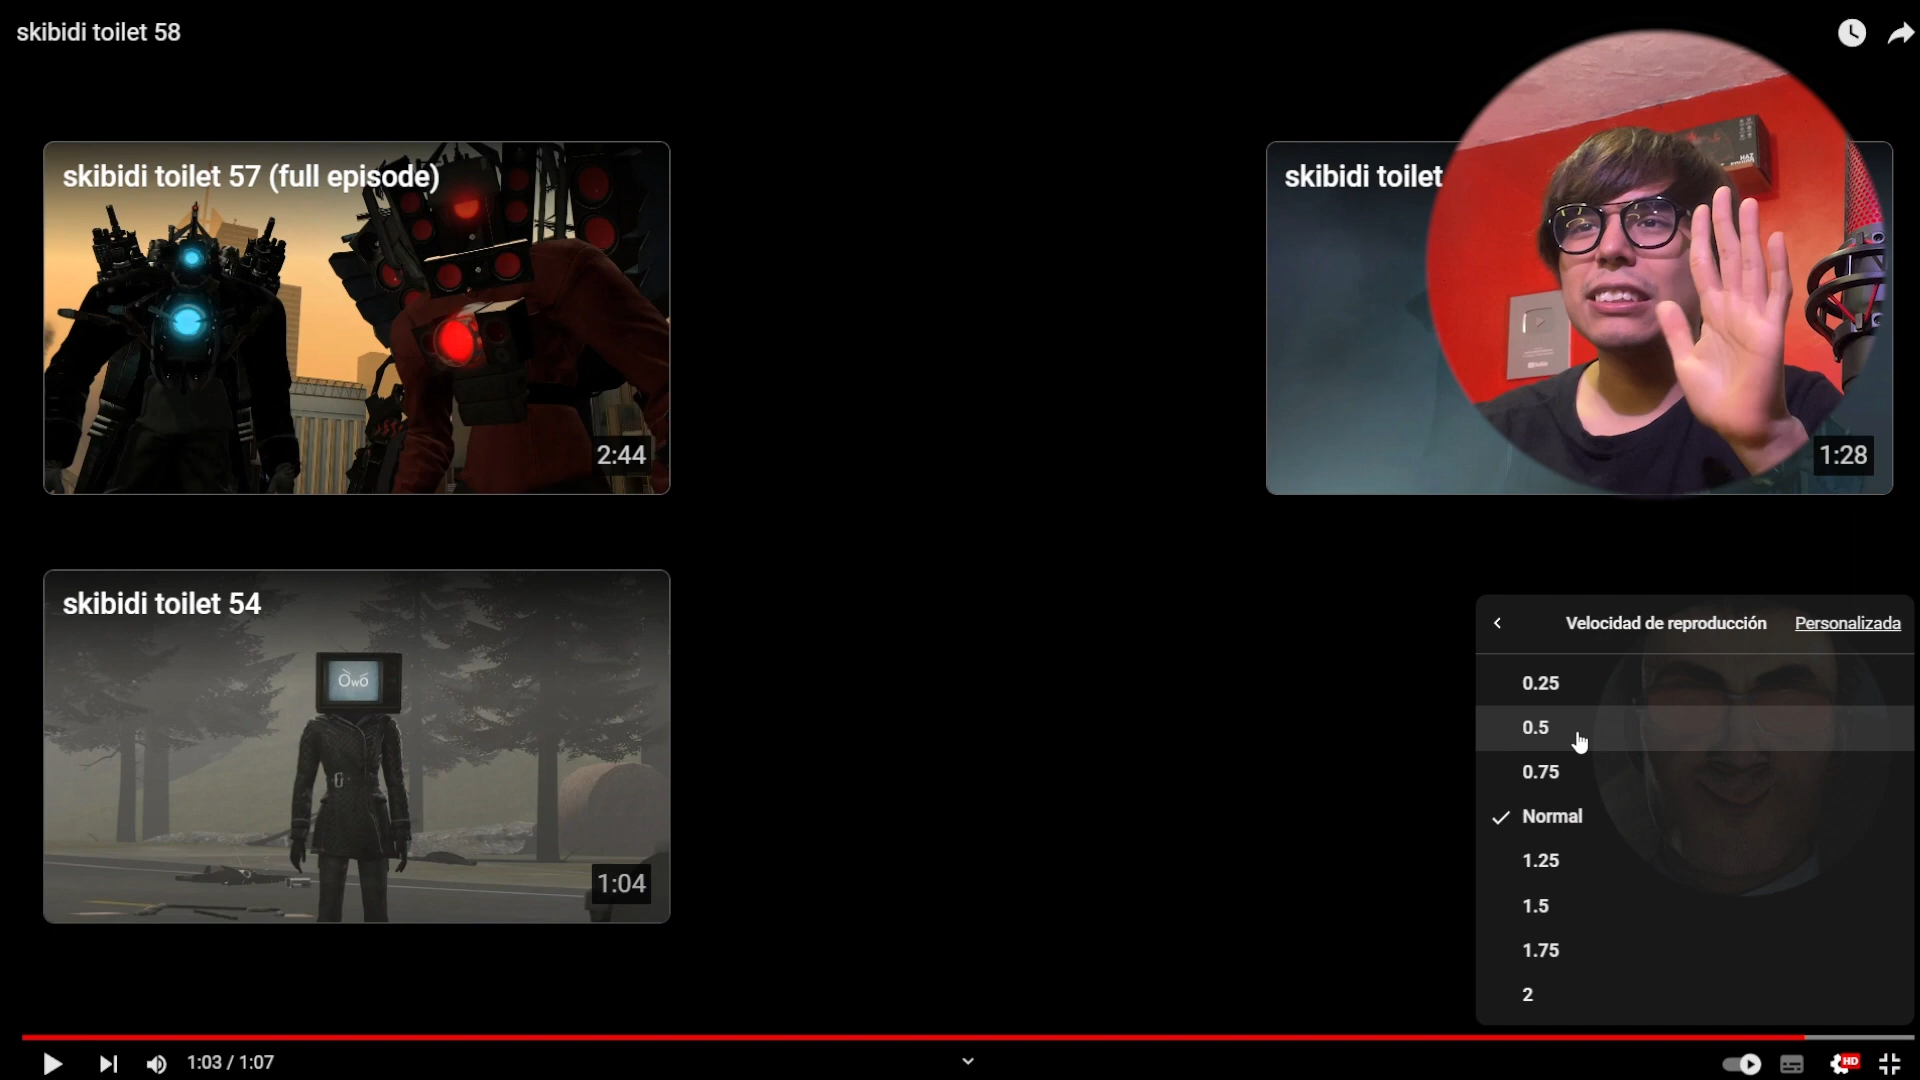 skibidi toilet 58
skibidi toilet 57 (full episode)
2:44
skibidi toilet
1:28
skibidi toilet 54
ÒwÓ
1:04
Velocidad de reproducción
Personalizada
0.25
0.5
0.75
Normal
1.25
1.5
1.75
2
1:03 / 1:07
HD